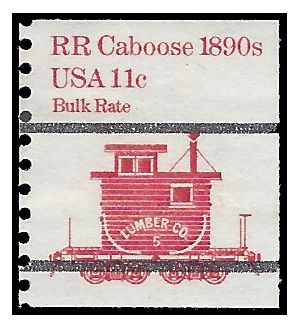 RR Caboose 1890s
USA 11c
Bulk Rate
LUMBER CO.
5